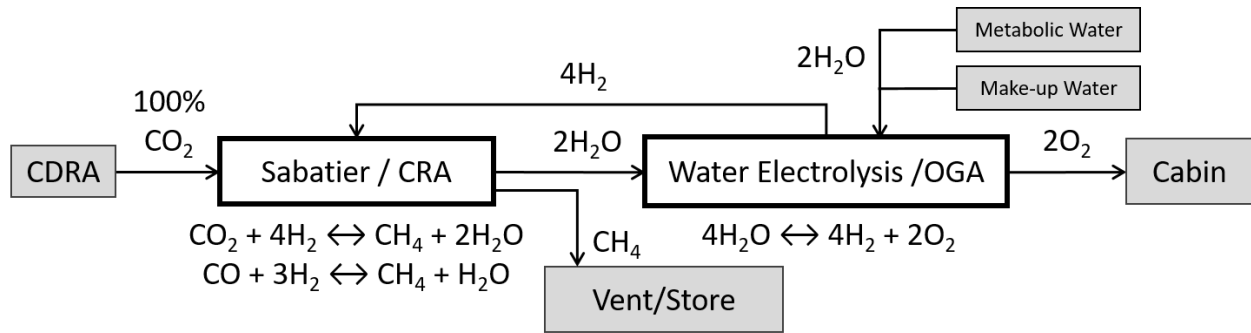 Metabolic Water
2H₂O
Make-up Water
4H₂
100%
CO₂
CDRA
Sabatier / CRA
2H₂O
Water Electrolysis /OGA
2O₂
Cabin
CO₂ + 4H₂ ↔ CH₄ + 2H₂O
CO + 3H₂ ↔ CH₄ + H₂O
CH₄
4H₂O ↔ 4H₂ + 2O₂
Vent/Store